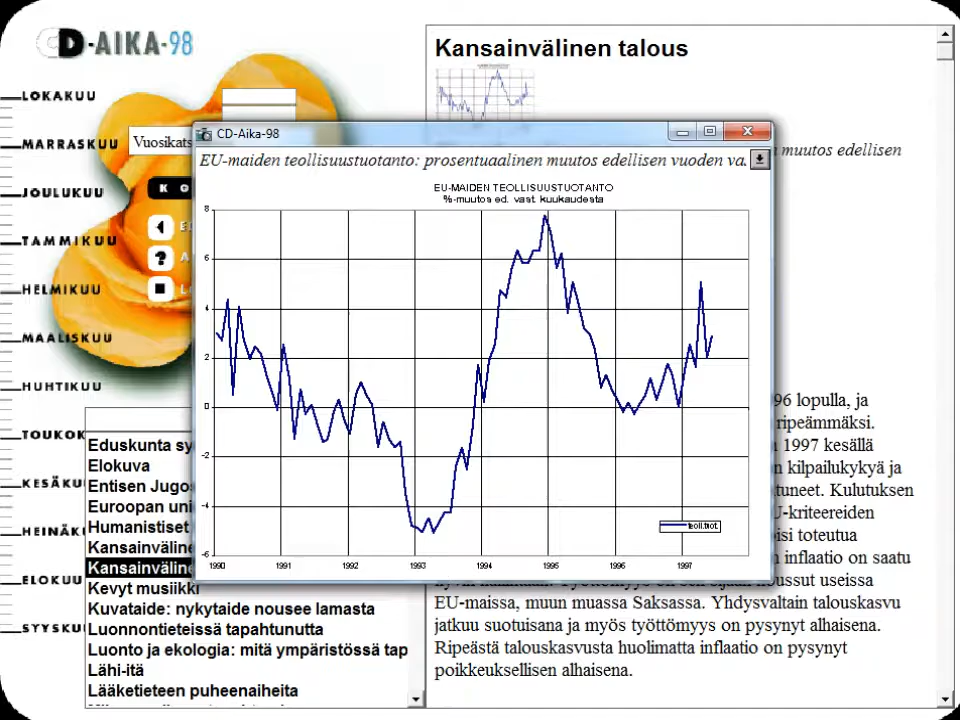 CD-AIKA-98
LOKAKUU
MARRASKUU
JOULUKUU
TAMMIKUU
HELMIKUU
MAALISKUU
HUHTIKUU
TOUKOK
KESÄKU
HEINÄK
ELOKUU
SYYSKU
Vuosikats
K O
?
Eduskunta sy
Elokuva
Entisen Jugos
Euroopan uni
Humanistiset
Kansainväline
Kansainväline
Kevyt musiikki
Kuvataide: nykytaide nousee lamasta
Luonnontieteissä tapahtunutta
Luonto ja ekologia: mitä ympäristössä tap
Lähi-itä
Lääketieteen puheenaiheita
CD-Aika-98
EU-maiden teollisuustuotanto: prosentuaalinen muutos edellisen vuoden va.
EU-MAIDEN TEOLLISUUSTUOTANTO
%-muutos ed. vast. kuukaudesta
8
6
4
2
0
-2
-4
-6
1990 1991 1992 1993 1994 1995 1996 1997
teoll.tuot.
Kansainvälinen talous
muutos edellisen
96 lopulla, ja
ripeämmäksi.
1997 kesällä
n kilpailukykyä ja
tuneet. Kulutuksen
U-kriteereiden
isi toteutua
n inflaatio on saatu
oussut useissa
EU-maissa, muun muassa Saksassa. Yhdysvaltain talouskasvu
jatkuu suotuisana ja myös työttömyys on pysynyt alhaisena.
Ripeästä talouskasvusta huolimatta inflaatio on pysynyt
poikkeuksellisen alhaisena.